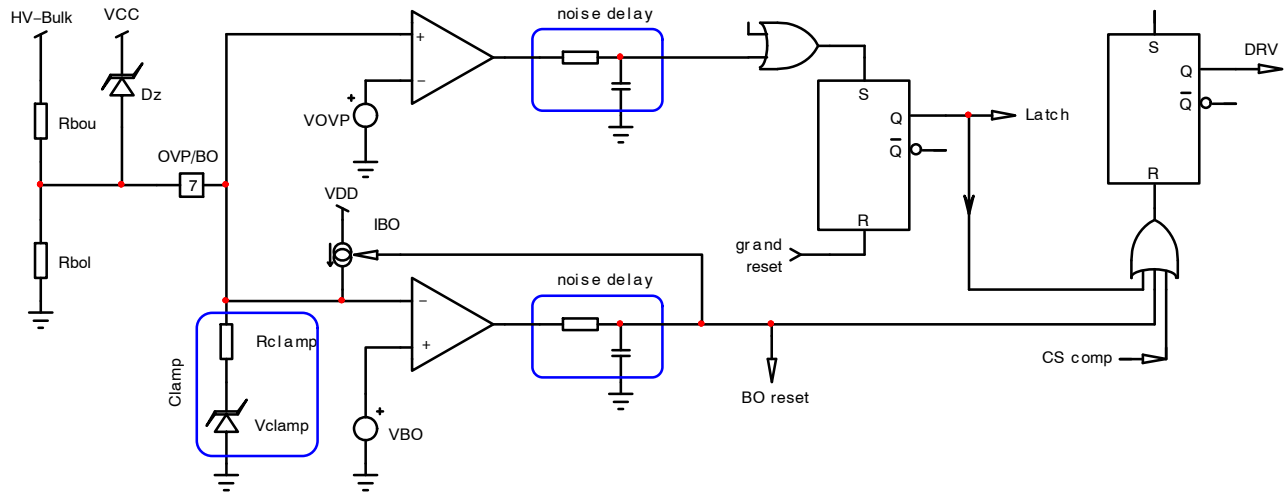 HV-Bulk
VCC
Dz
Rbou
Rbol
OVP/BO
7
+
-
+
VOVP
noise delay
S
Q
Q
R
Latch
grand
reset
S
Q
Q
R
DRV
VDD
IBO
-
+
+
VBO
noise delay
BO reset
CS comp
Clamp
Rclamp
Vclamp